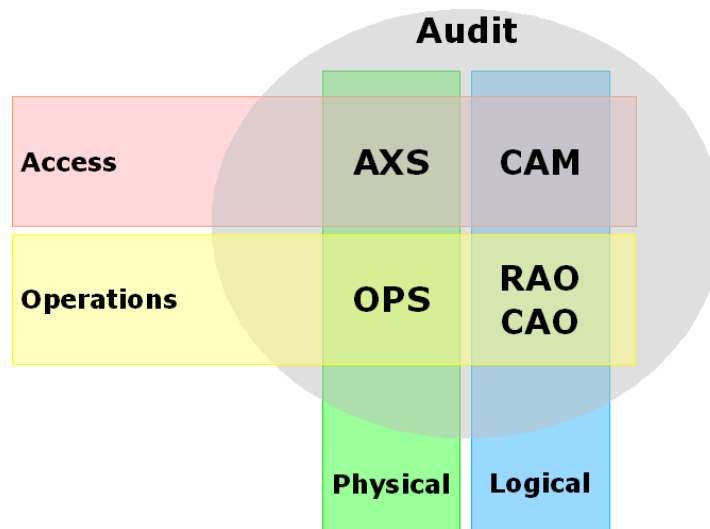 Audit
Access AXS CAM
Operations OPS RAO
CAO
Physical Logical